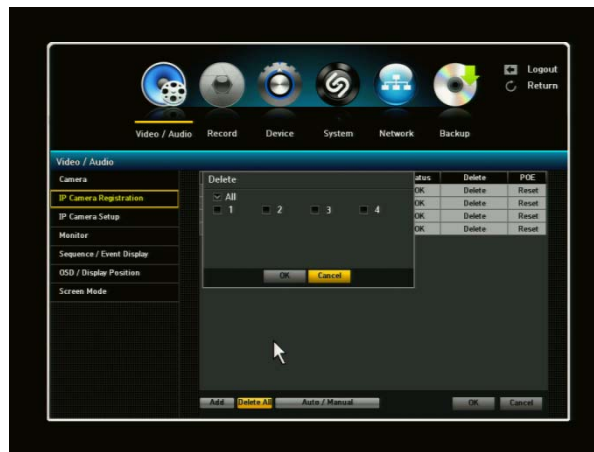 Logout
Return
Video / Audio Record Device System Network Backup
Video / Audio
Camera
IP Camera Registration
IP Camera Setup
Monitor
Sequence / Event Display
OSD / Display Position
Screen Mode
Delete
All
1 2 3 4
OK Cancel
atus Delete POE
OK Delete Reset
OK Delete Reset
OK Delete Reset
OK Delete Reset
Add Delete All Auto / Manual OK Cancel